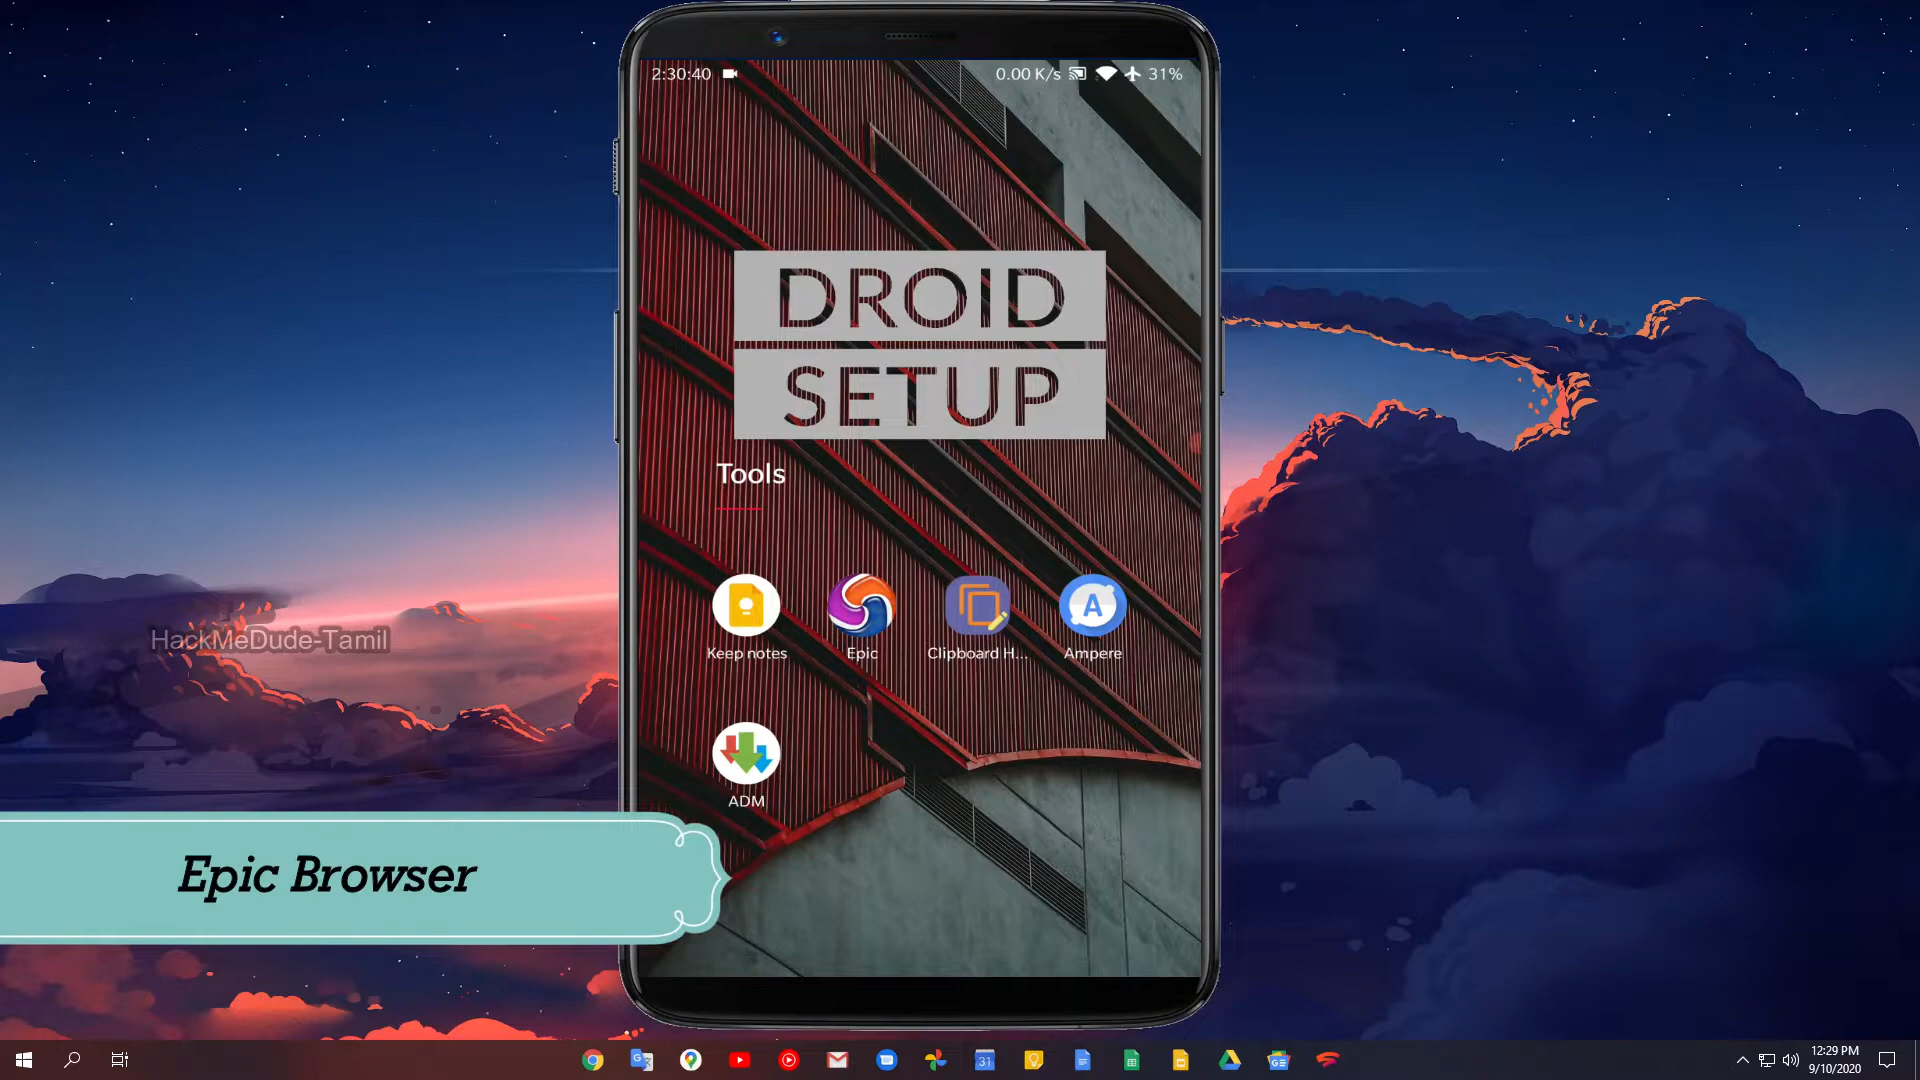 2:30:40
0.00 K/s
31%
DROID
SETUP
Tools
Keep notes
Epic
Clipboard H...
A
Ampere
ADM
HackMeDude-Tamil
Epic Browser
31
12:29 PM
9/10/2020